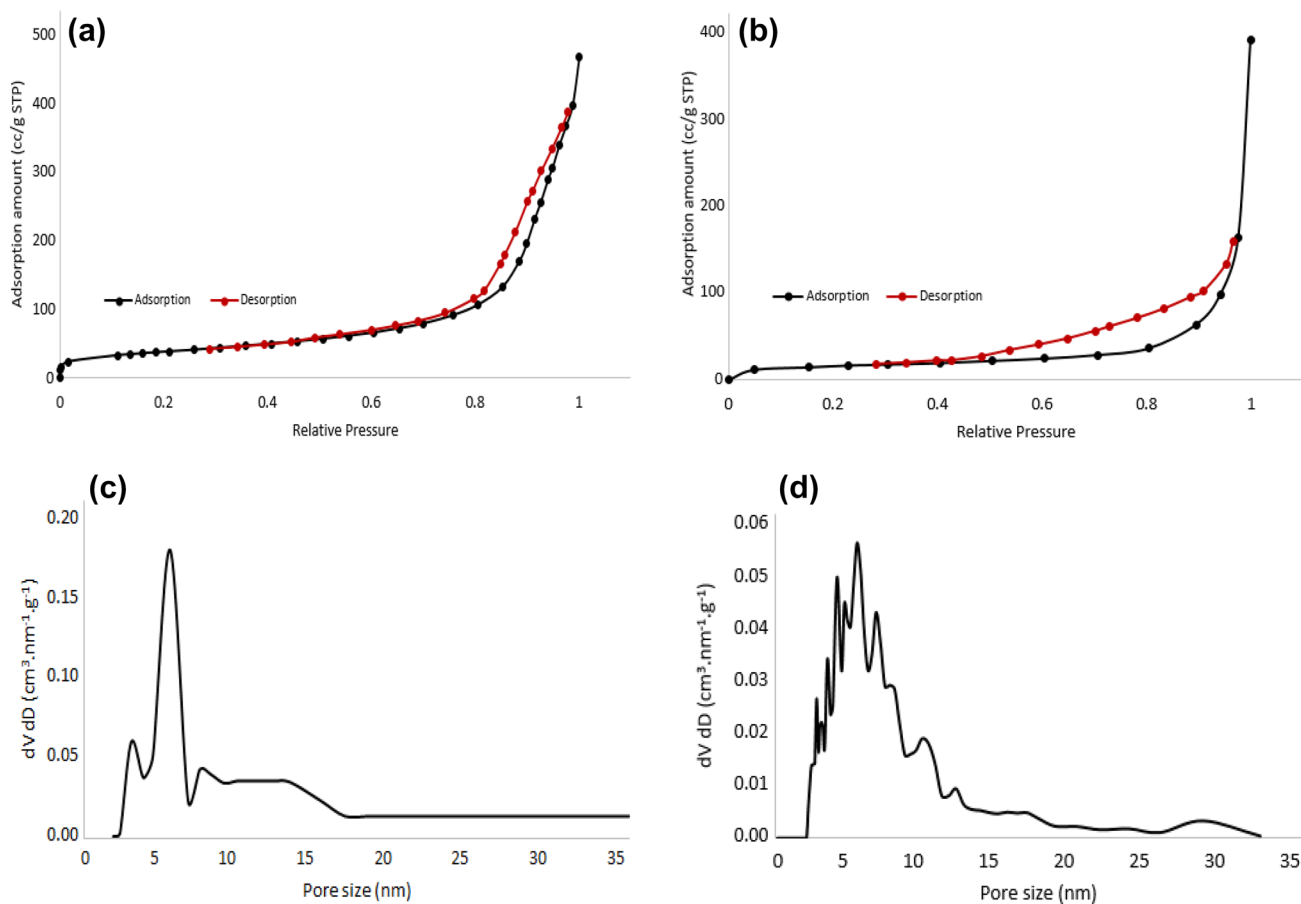 (a)
Adsorption amount (cc/g STP)
500
400
300
200
100
0
Adsorption Desorption
0 0.2 0.4 0.6 0.8 1
Relative Pressure
(b)
Adsorption amount (cc/g STP)
400
300
200
100
0
Adsorption Desorption
0 0.2 0.4 0.6 0.8 1
Relative Pressure
(c)
dV dD (cm³.nm⁻¹.g⁻¹)
0.20
0.15
0.10
0.05
0.00
0 5 10 15 20 25 30 35
Pore size (nm)
(d)
dV dD (cm³.nm⁻¹.g⁻¹)
0.06
0.05
0.04
0.03
0.02
0.01
0.00
0 5 10 15 20 25 30 35
Pore size (nm)